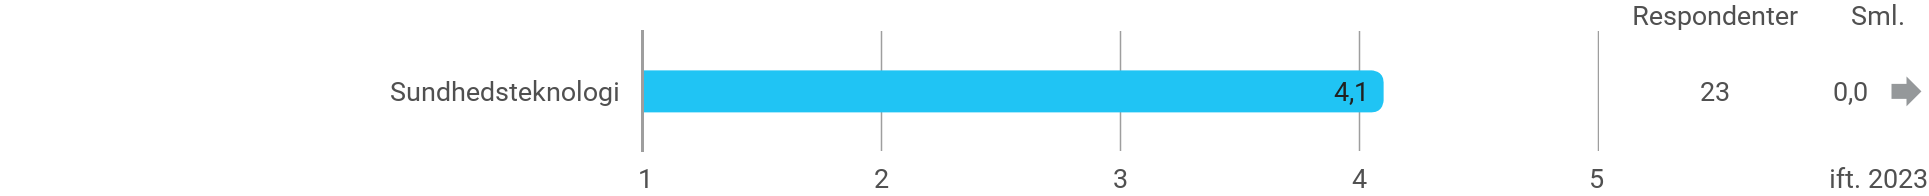 Respondenter Sml.
Sundhedsteknologi 4,1 23 0,0
1 2 3 4 5 ift. 2023